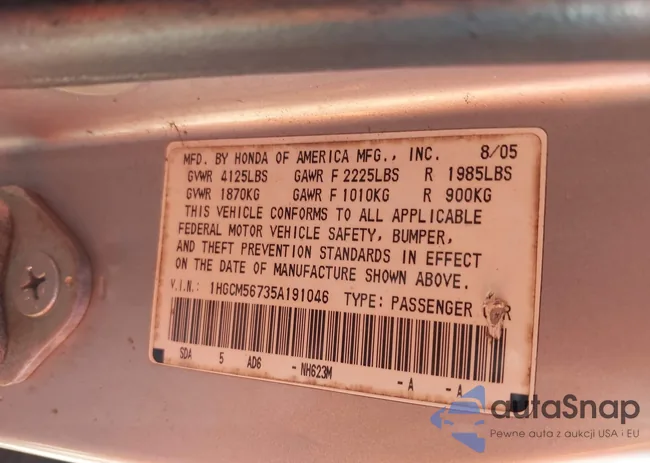 MFD. BY HONDA OF AMERICA MFG., INC. 8/05
GVWR 4125LBS GAWR F 2225LBS R 1985LBS
GVWR 1870KG GAWR F 1010KG R 900KG
THIS VEHICLE CONFORMS TO ALL APPLICABLE
FEDERAL MOTOR VEHICLE SAFETY, BUMPER,
AND THEFT PREVENTION STANDARDS IN EFFECT
ON THE DATE OF MANUFACTURE SHOWN ABOVE.
V.I.N.: 1HGCM56735A191046 TYPE: PASSENGER
SDA 5 AD6 -NH623M -A -A
autoSnap
Pewne auta z aukcji USA i EU